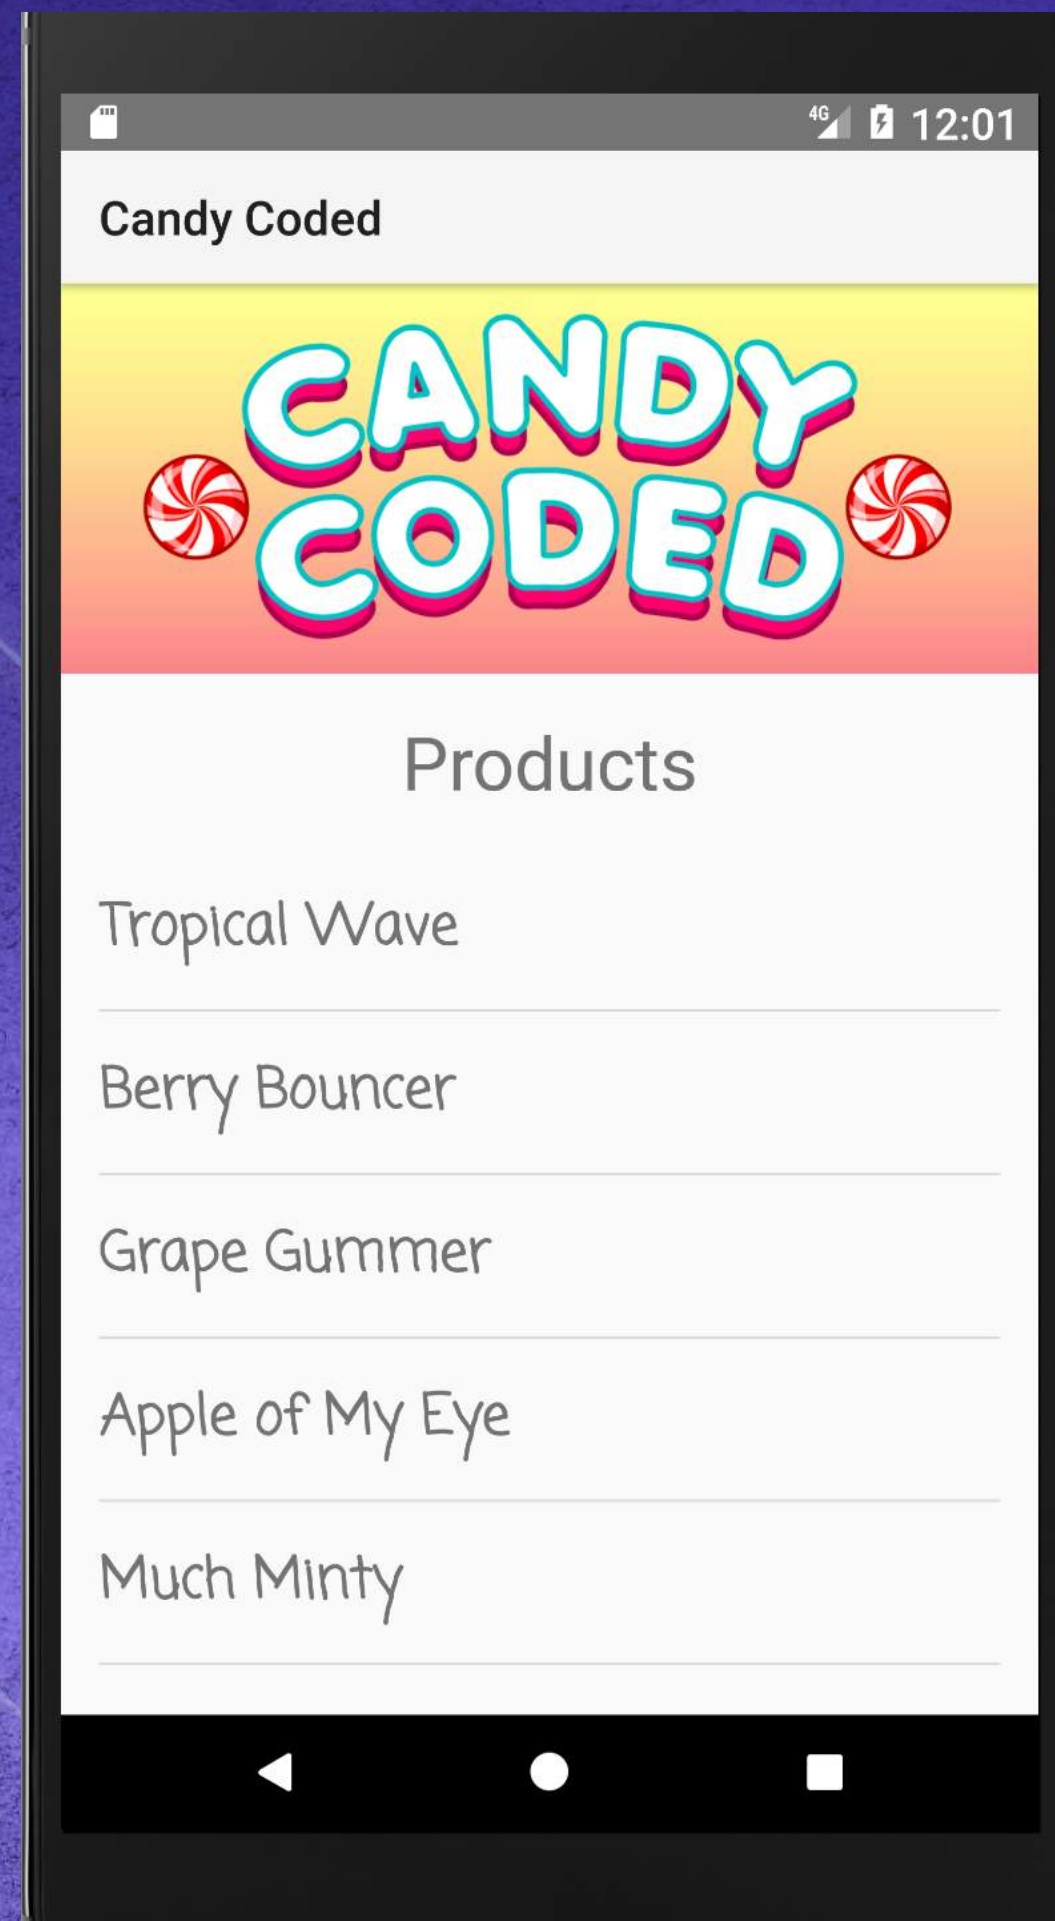 4G 12:01
Candy Coded
CANDY
CODED
Products
Tropical Wave
Berry Bouncer
Grape Gummer
Apple of My Eye
Much Minty